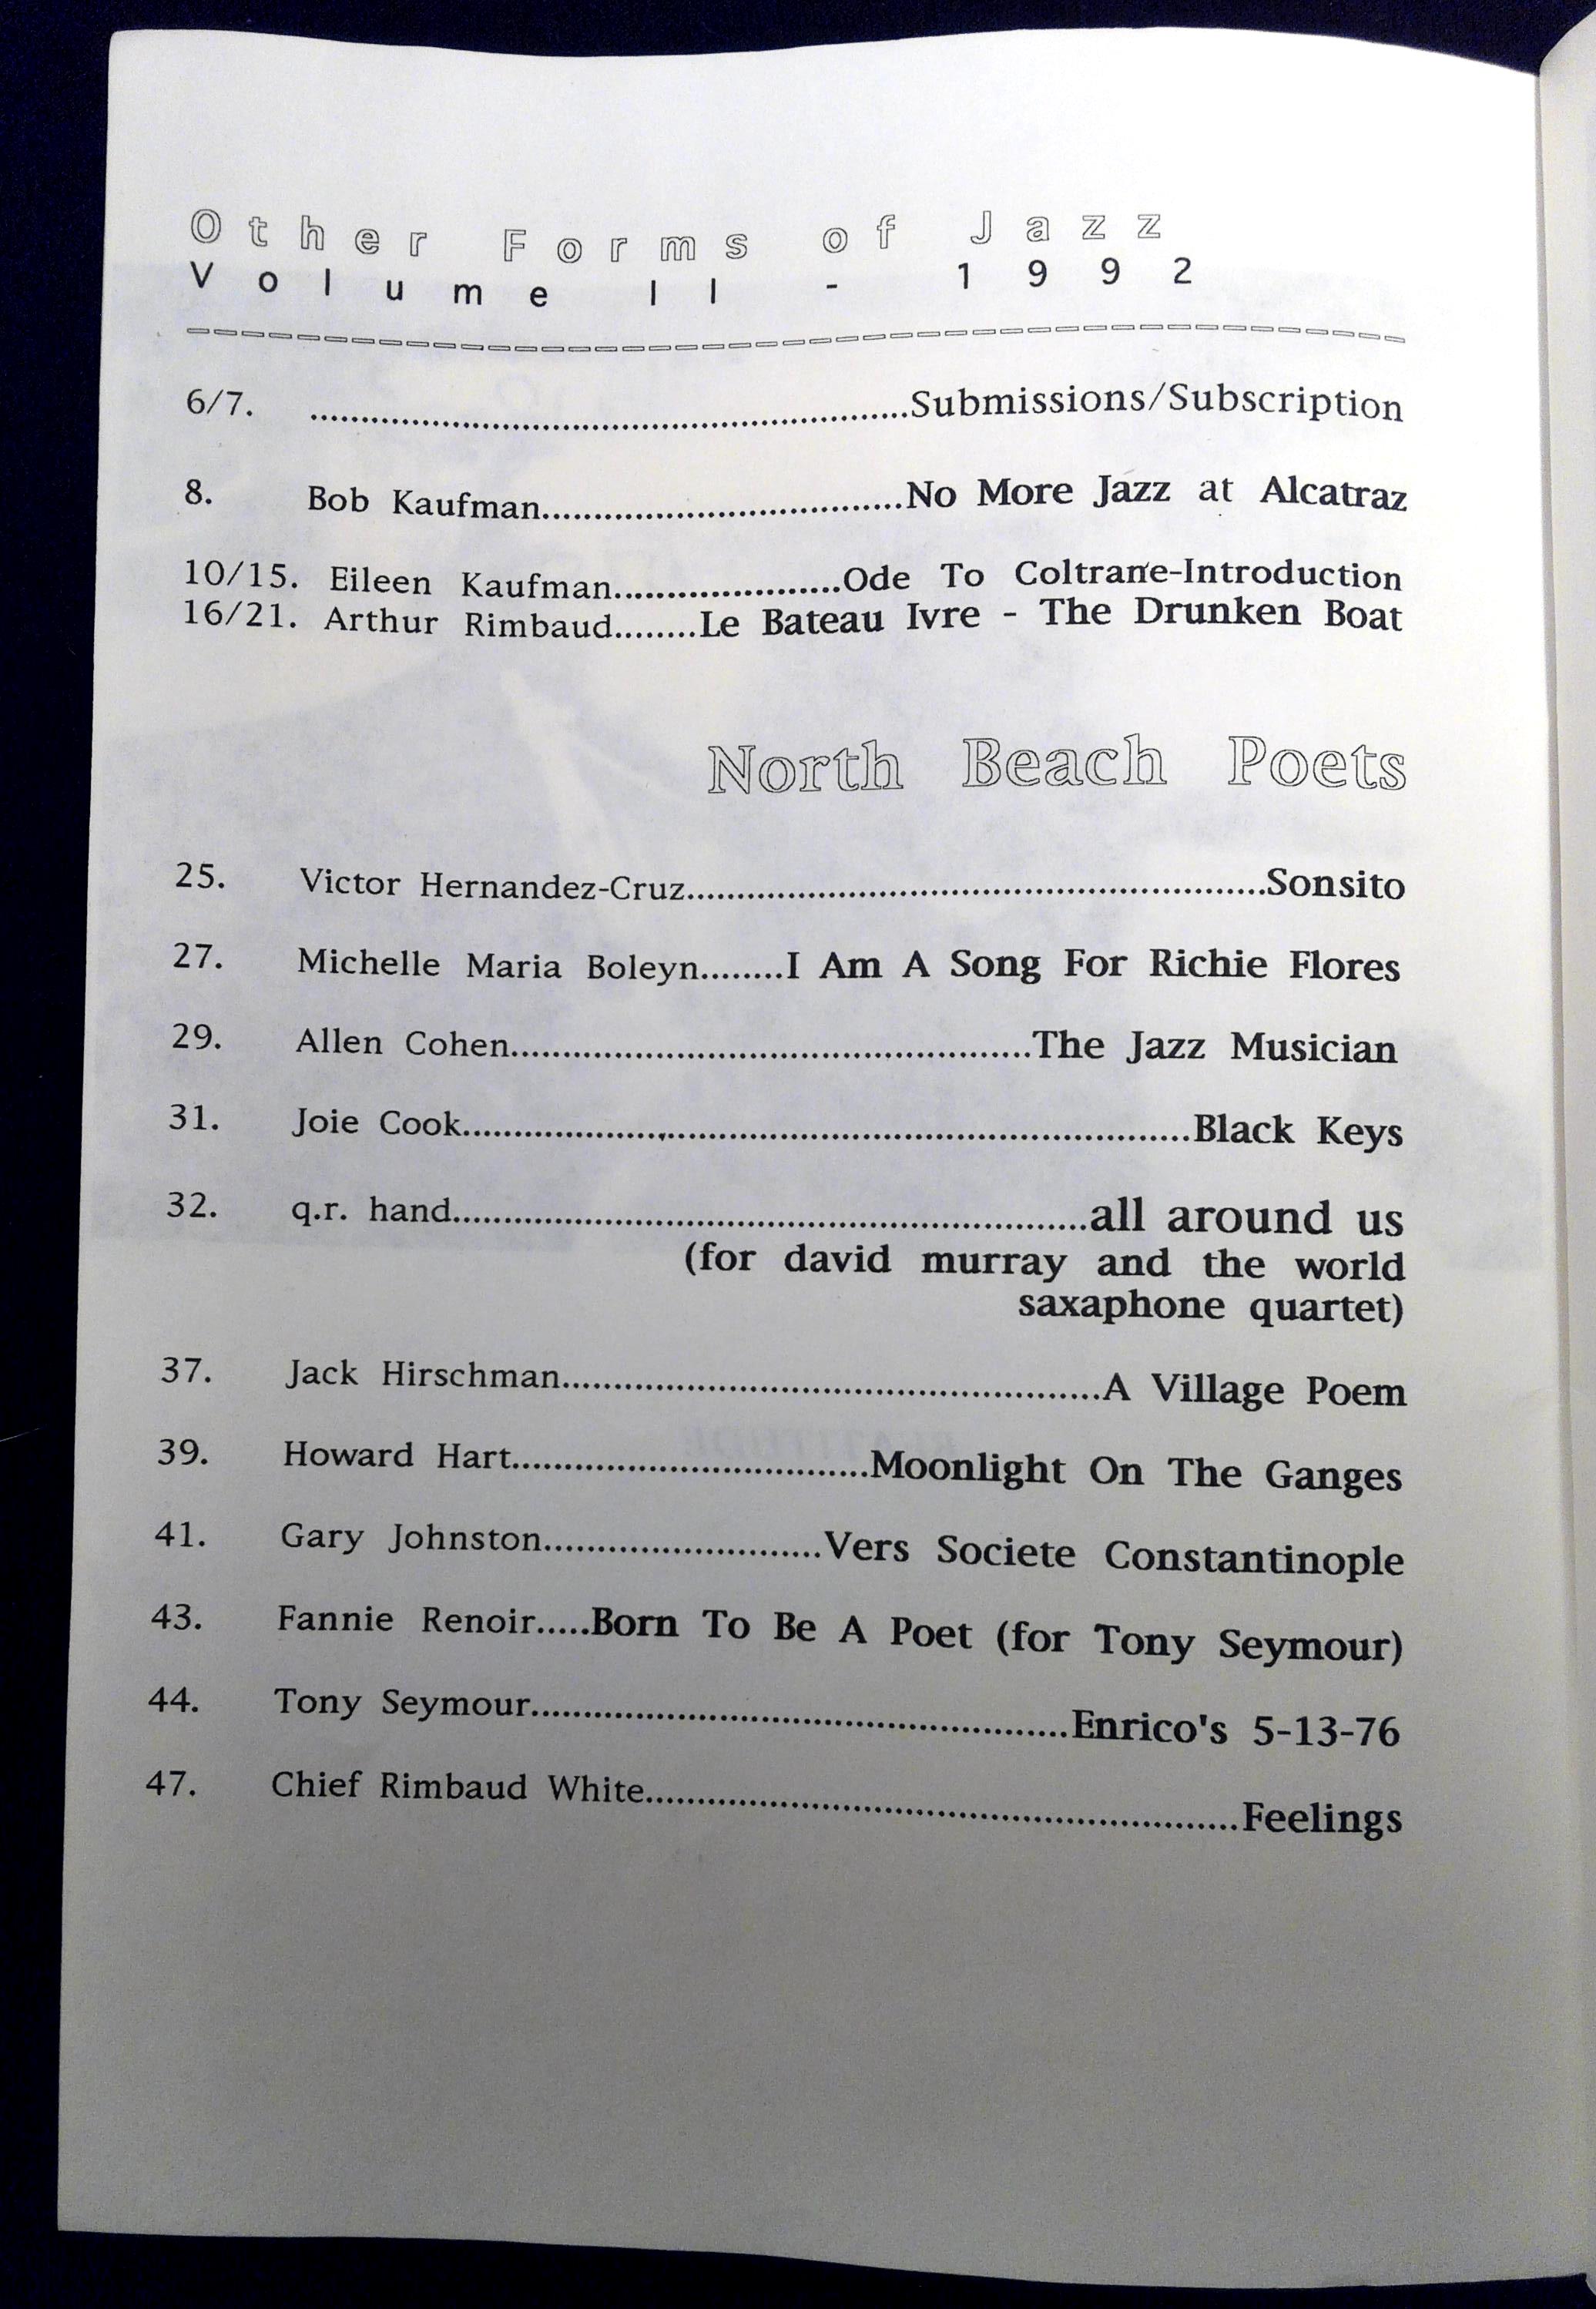 Other Forms of Jazz
Volume II - 1992
6/7. ..........Submissions/Subscription
8. Bob Kaufman..........No More Jazz at Alcatraz
10/15. Eileen Kaufman..........Ode To Coltrane-Introduction
16/21. Arthur Rimbaud........Le Bateau Ivre - The Drunken Boat
North Beach Poets
25. Victor Hernandez-Cruz..........Sonsito
27. Michelle Maria Boleyn........I Am A Song For Richie Flores
29. Allen Cohen..........The Jazz Musician
31. Joie Cook..........Black Keys
32. q.r. hand..........all around us
(for david murray and the world
saxaphone quartet)
37. Jack Hirschman..........A Village Poem
39. Howard Hart..........Moonlight On The Ganges
41. Gary Johnston..........Vers Societe Constantinople
43. Fannie Renoir.....Born To Be A Poet (for Tony Seymour)
44. Tony Seymour..........Enrico's 5-13-76
47. Chief Rimbaud White..........Feelings